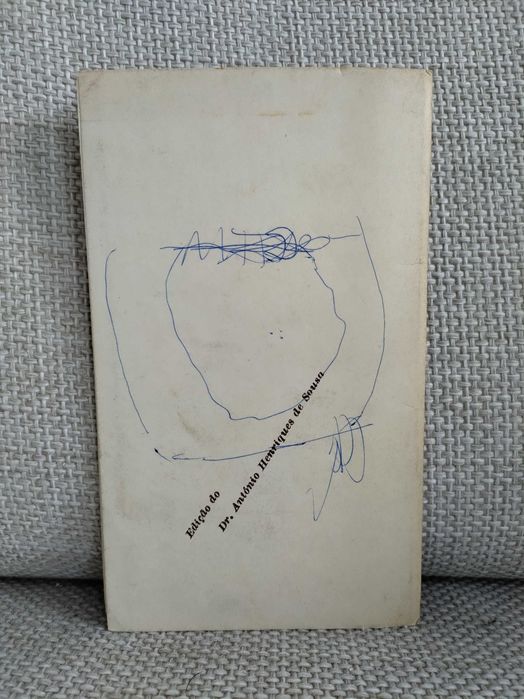 Edição do
Dr. António Henriques de Sousa